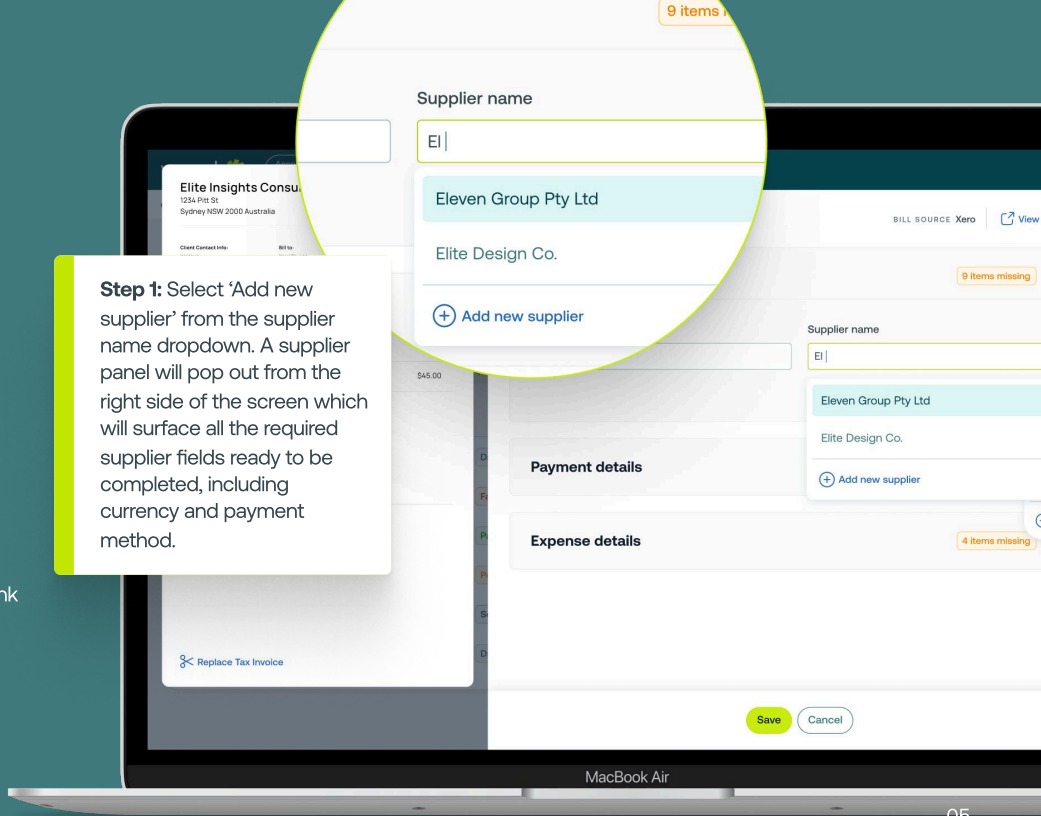 9 items
Supplier name
El
Eleven Group Pty Ltd
Elite Design Co.
Add new supplier
Elite Insights
1234 Pitt St
Sydney NSW 2000 Australia
Client Contact Info:
Bill to:
BILL SOURCE Xero
View
9 items missing
Step 1: Select ‘Add new
supplier’ from the supplier
name dropdown. A supplier
panel will pop out from the
right side of the screen which
will surface all the required
supplier fields ready to be
completed, including
currency and payment
method.
$45.00
Supplier name
El
Eleven Group Pty Ltd
Elite Design Co.
Add new supplier
Payment details
Expense details
4 items missing
Replace Tax Invoice
Save
Cancel
MacBook Air
05